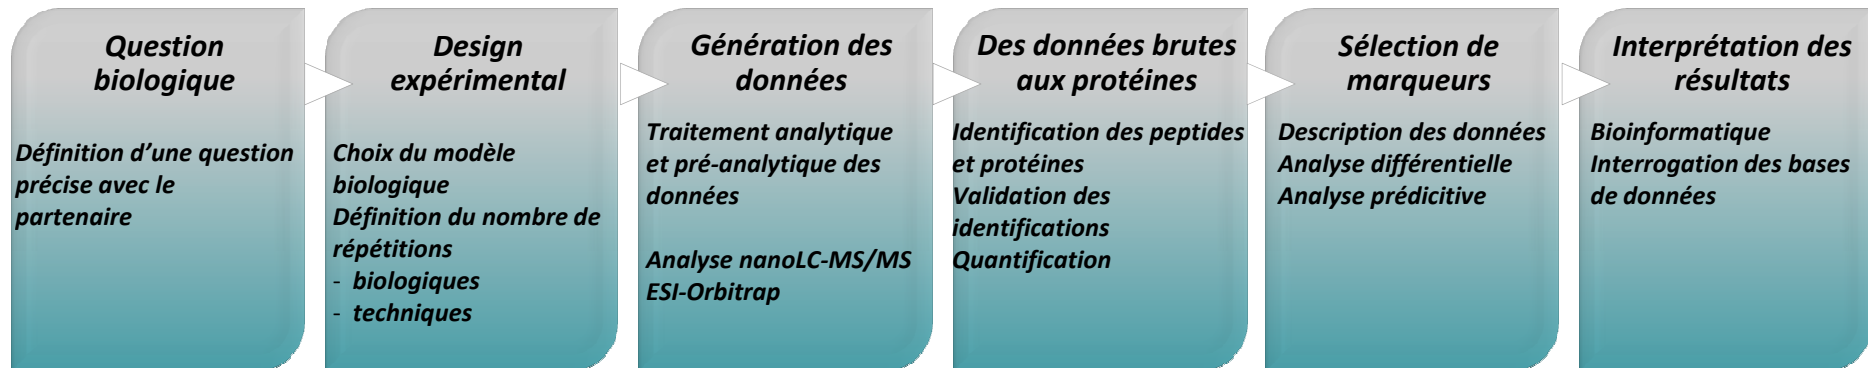 Question
biologique
Définition d’une question
précise avec le
partenaire
Design
expérimental
Choix du modèle
biologique
Définition du nombre de
répétitions
- biologiques
- techniques
Génération des
données
Traitement analytique
et pré-analytique des
données
Analyse nanoLC-MS/MS
ESI-Orbitrap
Des données brutes
aux protéines
Identification des peptides
et protéines
Validation des
identifications
Quantification
Sélection de
marqueurs
Description des données
Analyse différentielle
Analyse prédicitive
Interprétation des
résultats
Bioinformatique
Interrogation des bases
de données